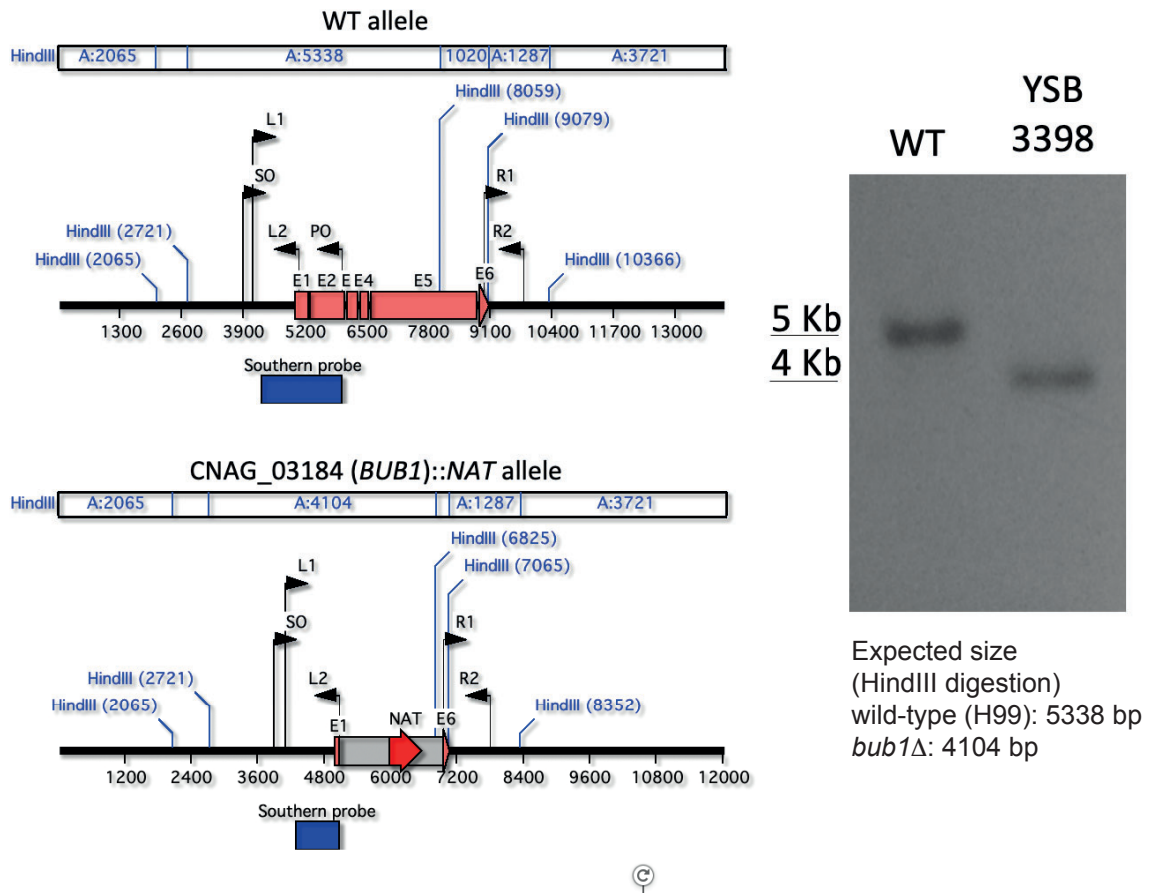 WT allele
HindIII A:2065 A:5338 1020 A:1287 A:3721
HindIII (8059)
L1
HindIII (9079)
SO
R1
HindIII (2721)
L2 PO
R2
HindIII (2065)
HindIII (10366)
E1 E2 E E4 E5 E6
1300 2600 3900 5200 6500 7800 9100 10400 11700 13000
Southern probe
CNAG_03184 (BUB1)::NAT allele
HindIII A:2065 A:4104 A:1287 A:3721
HindIII (6825)
L1
HindIII (7065)
SO
R1
HindIII (2721)
L2
R2
HindIII (2065)
HindIII (8352)
E1 NAT E6
1200 2400 3600 4800 6000 7200 8400 9600 10800 12000
Southern probe
YSB
WT 3398
5 Kb
4 Kb
Expected size
(HindIII digestion)
wild-type (H99): 5338 bp
bub1Δ: 4104 bp